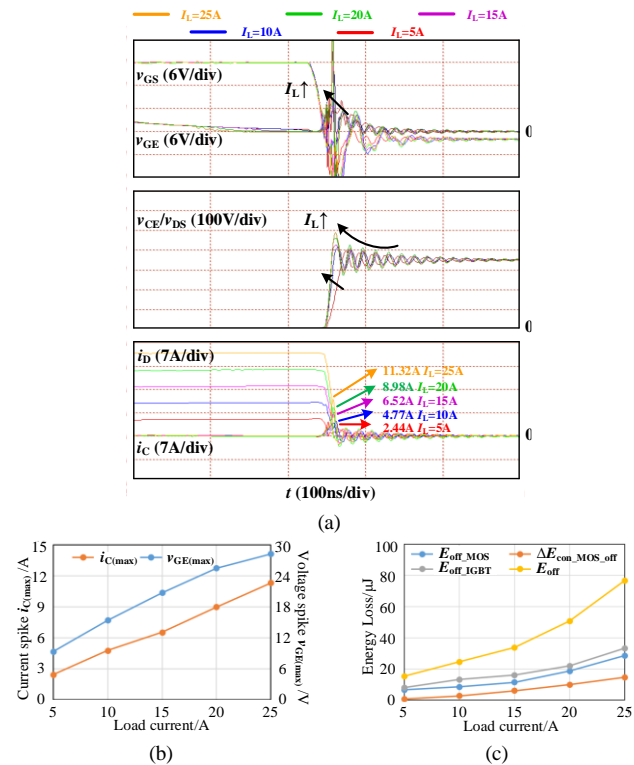 (a)
I_L=25A I_L=20A I_L=15A
I_L=10A I_L=5A
v_GS (6V/div)
I_L↑
v_GE (6V/div)
0
v_CE/v_DS (100V/div)
I_L↑
0
i_D (7A/div)
11.32A I_L=25A
8.98A I_L=20A
6.52A I_L=15A
4.77A I_L=10A
2.44A I_L=5A
i_C (7A/div)
0
t (100ns/div)
(a)
Current spike i_C(max)/A
15
12
9
6
3
0
i_C(max) v_GE(max)
30
24
18
12
6
0
Voltage spike v_GE(max)/V
5 10 15 20 25
Load current/A
(b)
Energy Loss/μJ
100
80
60
40
20
0
E_off_MOS ΔE_con_MOS_off
E_off_IGBT E_off
5 10 15 20 25
Load current/A
(c)